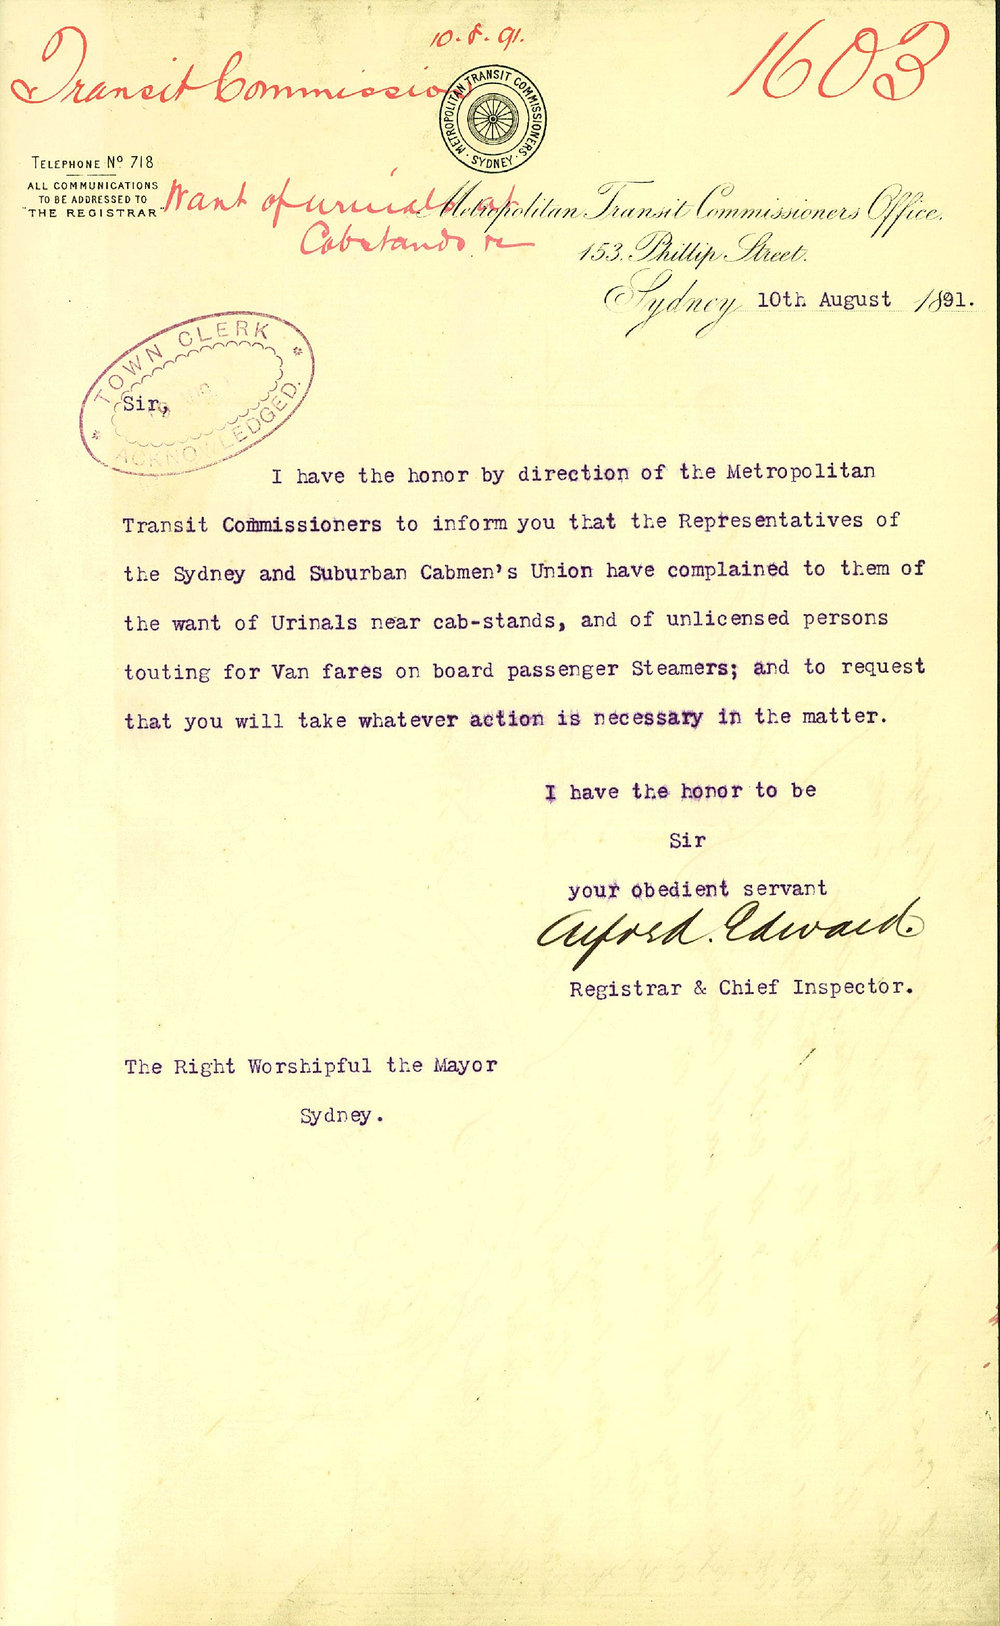 10.8.91.
Transit Commission
1603
METROPOLITAN TRANSIT COMMISSIONERS
· SYDNEY ·
TELEPHONE Nº 718
ALL COMMUNICATIONS
TO BE ADDRESSED TO
"THE REGISTRAR"
Want of urinals at
Cabstands re
Metropolitan Transit Commissioners Office,
153. Phillip Street.
Sydney 10th August 1891.
TOWN CLERK
ACKNOWLEDGED.
Sir,
I have the honor by direction of the Metropolitan
Transit Commissioners to inform you that the Representatives of
the Sydney and Suburban Cabmen's Union have complained to them of
the want of Urinals near cab-stands, and of unlicensed persons
touting for Van fares on board passenger Steamers; and to request
that you will take whatever action is necessary in the matter.
I have the honor to be
Sir
your obedient servant
Alfred. Edward.
Registrar & Chief Inspector.
The Right Worshipful the Mayor
Sydney.